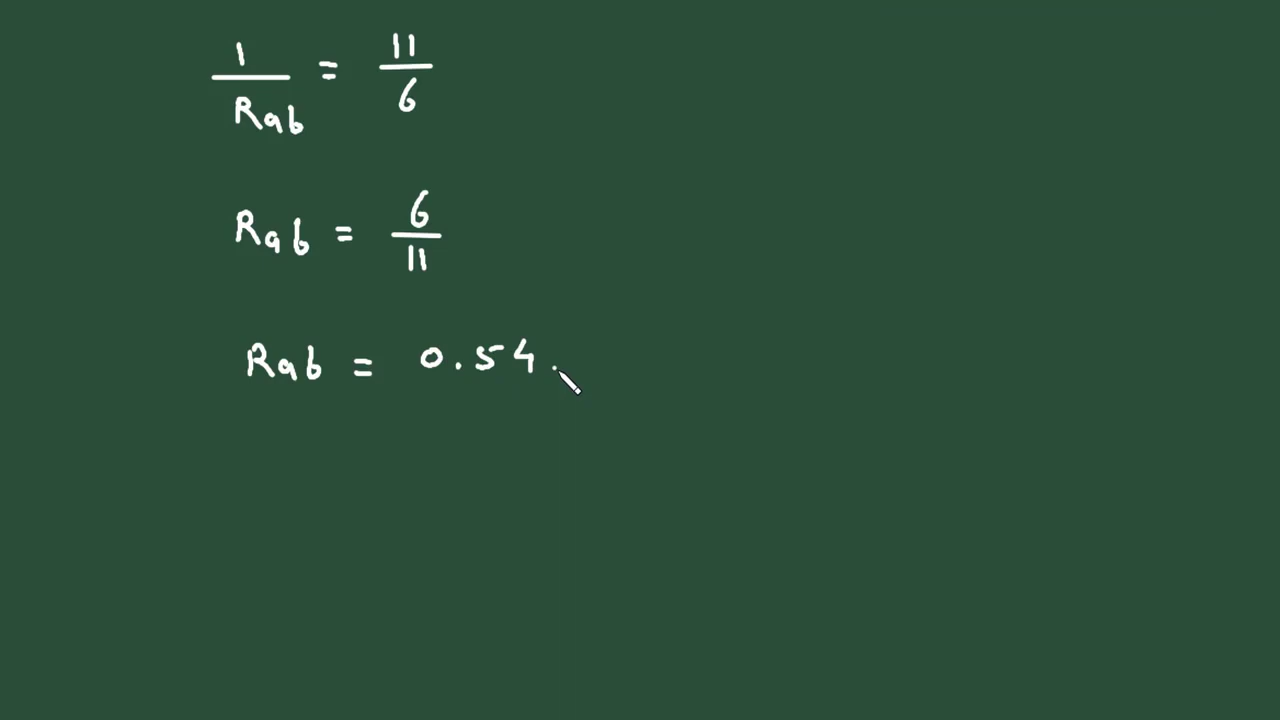 1/Rab = 11/6
Rab = 6/11
Rab = 0.54